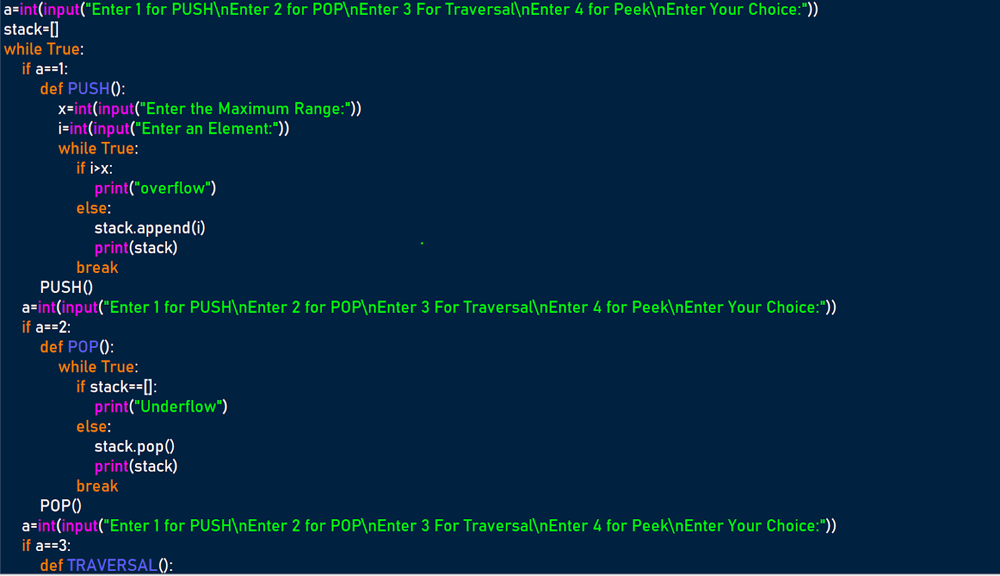 a=int(input("Enter 1 for PUSH\nEnter 2 for POP\nEnter 3 For Traversal\nEnter 4 for Peek\nEnter Your Choice:"))
stack=[]
while True:
    if a==1:
        def PUSH():
            x=int(input("Enter the Maximum Range:"))
            i=int(input("Enter an Element:"))
            while True:
                if i>x:
                    print("overflow")
                else:
                    stack.append(i)
                    print(stack)
                break
        PUSH()
    a=int(input("Enter 1 for PUSH\nEnter 2 for POP\nEnter 3 For Traversal\nEnter 4 for Peek\nEnter Your Choice:"))
    if a==2:
        def POP():
            while True:
                if stack==[]:
                    print("Underflow")
                else:
                    stack.pop()
                    print(stack)
                break
        POP()
    a=int(input("Enter 1 for PUSH\nEnter 2 for POP\nEnter 3 For Traversal\nEnter 4 for Peek\nEnter Your Choice:"))
    if a==3:
        def TRAVERSAL():